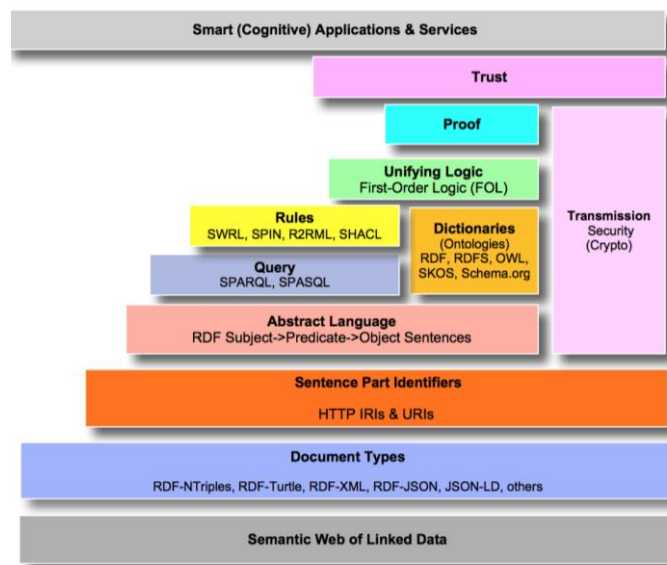 Smart (Cognitive) Applications & Services
Trust
Proof
Unifying Logic
First-Order Logic (FOL)
Rules
SWRL, SPIN, R2RML, SHACL
Dictionaries
(Ontologies)
RDF, RDFS, OWL,
SKOS, Schema.org
Transmission
Security
(Crypto)
Query
SPARQL, SPASQL
Abstract Language
RDF Subject->Predicate->Object Sentences
Sentence Part Identifiers
HTTP IRIs & URIs
Document Types
RDF-NTriples, RDF-Turtle, RDF-XML, RDF-JSON, JSON-LD, others
Semantic Web of Linked Data